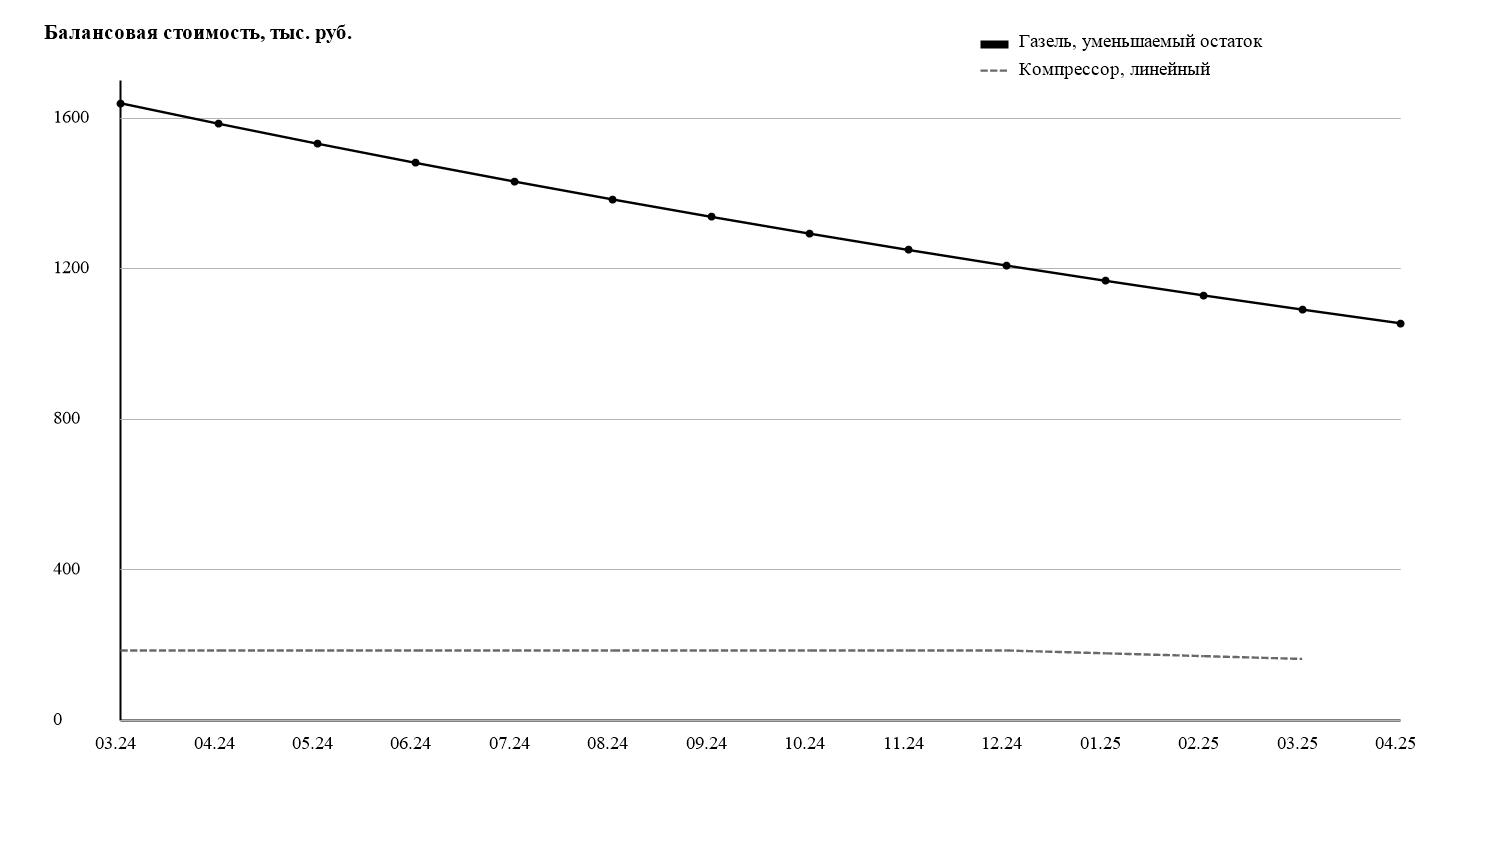 Балансовая стоимость, тыс. руб.
Газель, уменьшаемый остаток
Компрессор, линейный
1600
1200
800
400
0
03.24 04.24 05.24 06.24 07.24 08.24 09.24 10.24 11.24 12.24 01.25 02.25 03.25 04.25